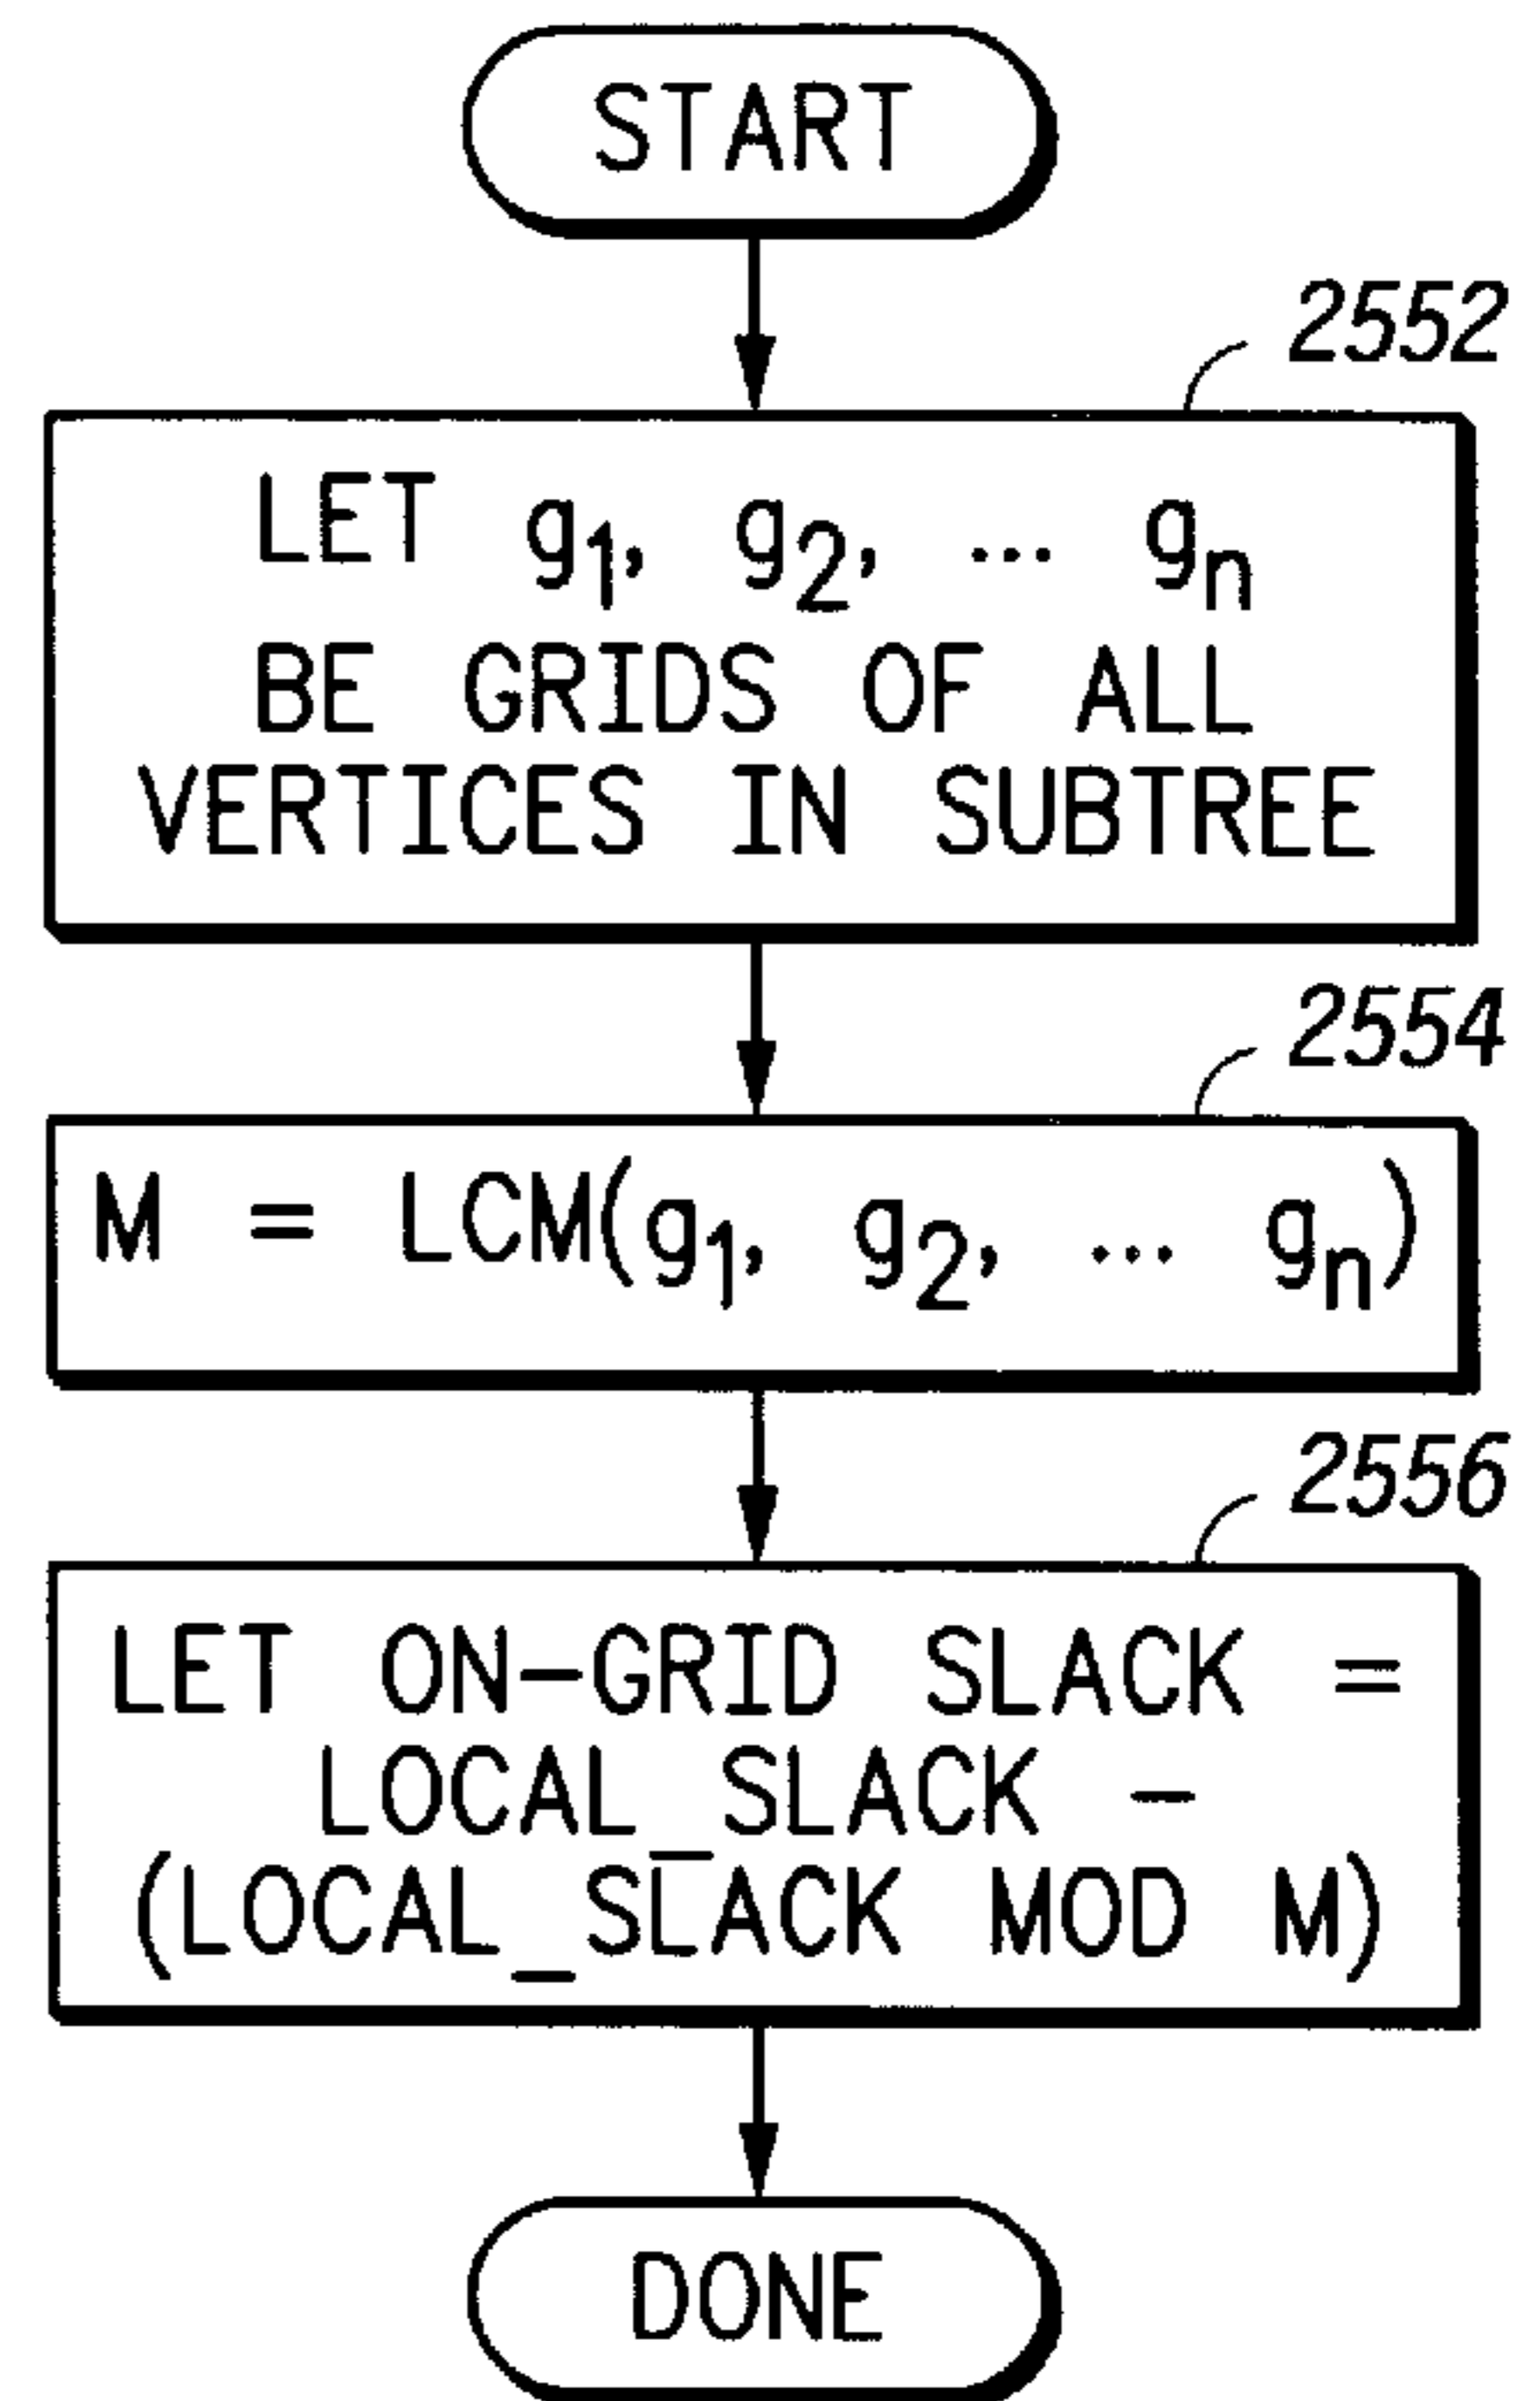 START
2552
LET g₁, g₂, ... gₙ
BE GRIDS OF ALL
VERTICES IN SUBTREE
2554
M = LCM(g₁, g₂, ... gₙ)
2556
LET ON-GRID SLACK =
LOCAL_SLACK -
(LOCAL_SLACK MOD M)
DONE